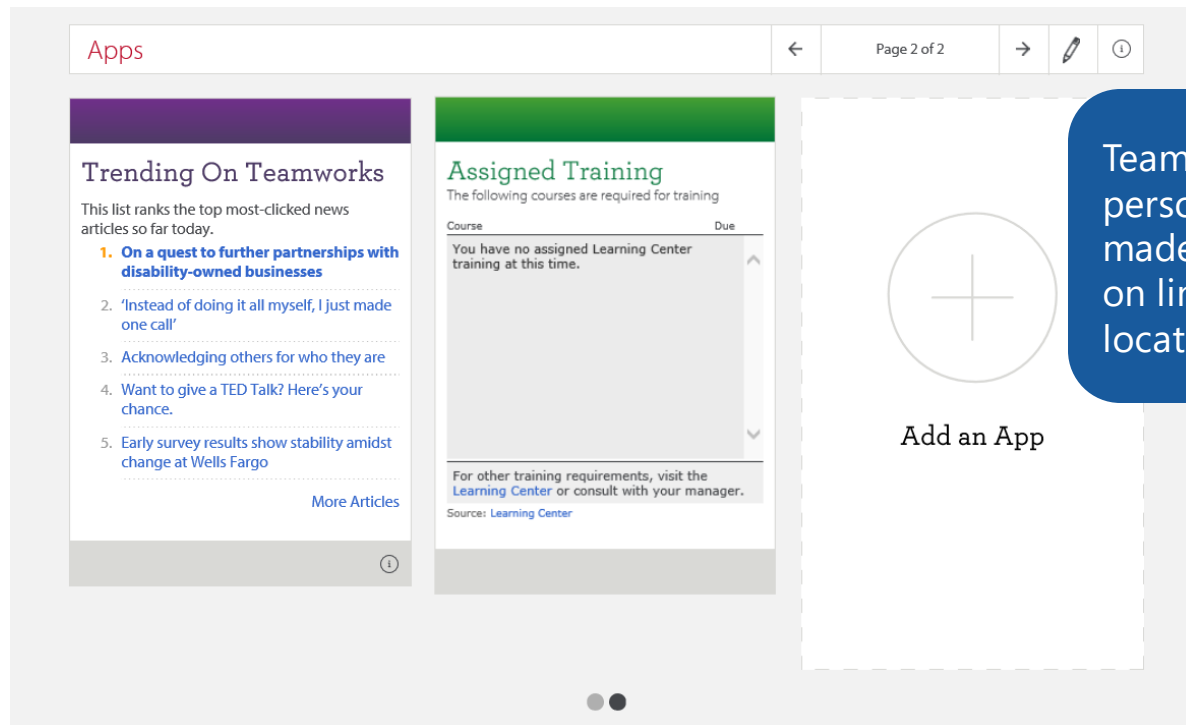 Apps
Page 2 of 2
Trending On Teamworks
This list ranks the top most-clicked news
articles so far today.
1. On a quest to further partnerships with
disability-owned businesses
2. ‘Instead of doing it all myself, I just made
one call’
3. Acknowledging others for who they are
4. Want to give a TED Talk? Here’s your
chance.
5. Early survey results show stability amidst
change at Wells Fargo
More Articles
Assigned Training
The following courses are required for training
Course Due
You have no assigned Learning Center
training at this time.
For other training requirements, visit the
Learning Center or consult with your manager.
Source: Learning Center
Add an App
on